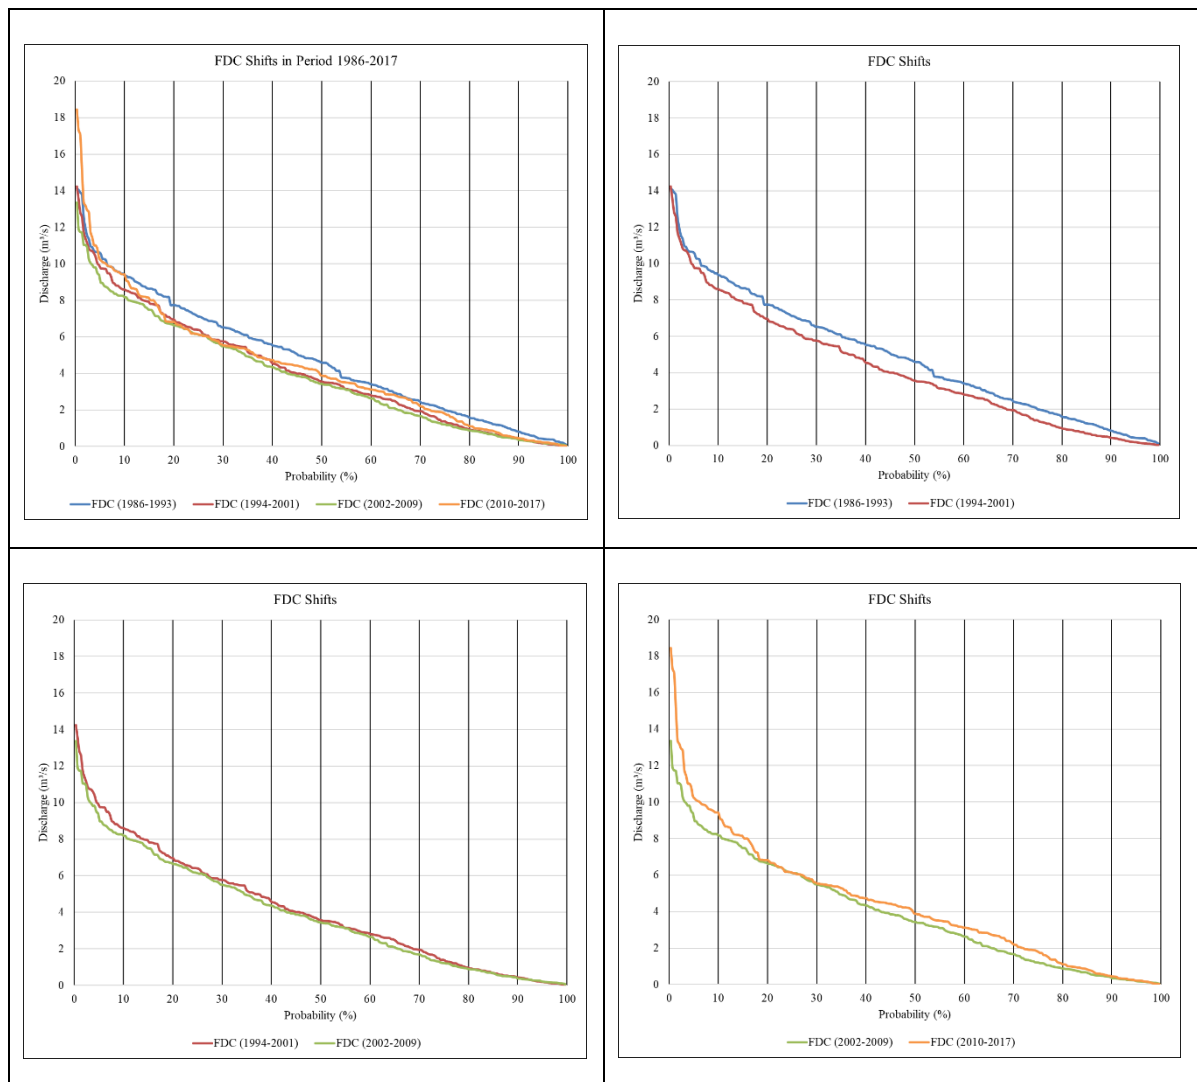 FDC Shifts in Period 1986-2017
20
18
16
14
12
10
8
6
4
2
0
Discharge (m³/s)
0 10 20 30 40 50 60 70 80 90 100
Probability (%)
FDC (1986-1993) FDC (1994-2001) FDC (2002-2009) FDC (2010-2017)
FDC Shifts
20
18
16
14
12
10
8
6
4
2
0
Discharge (m³/s)
0 10 20 30 40 50 60 70 80 90 100
Probability (%)
FDC (1986-1993) FDC (1994-2001)
FDC Shifts
20
18
16
14
12
10
8
6
4
2
0
Discharge (m³/s)
0 10 20 30 40 50 60 70 80 90 100
Probability (%)
FDC (1994-2001) FDC (2002-2009)
FDC Shifts
20
18
16
14
12
10
8
6
4
2
0
Discharge (m³/s)
0 10 20 30 40 50 60 70 80 90 100
Probability (%)
FDC (2002-2009) FDC (2010-2017)